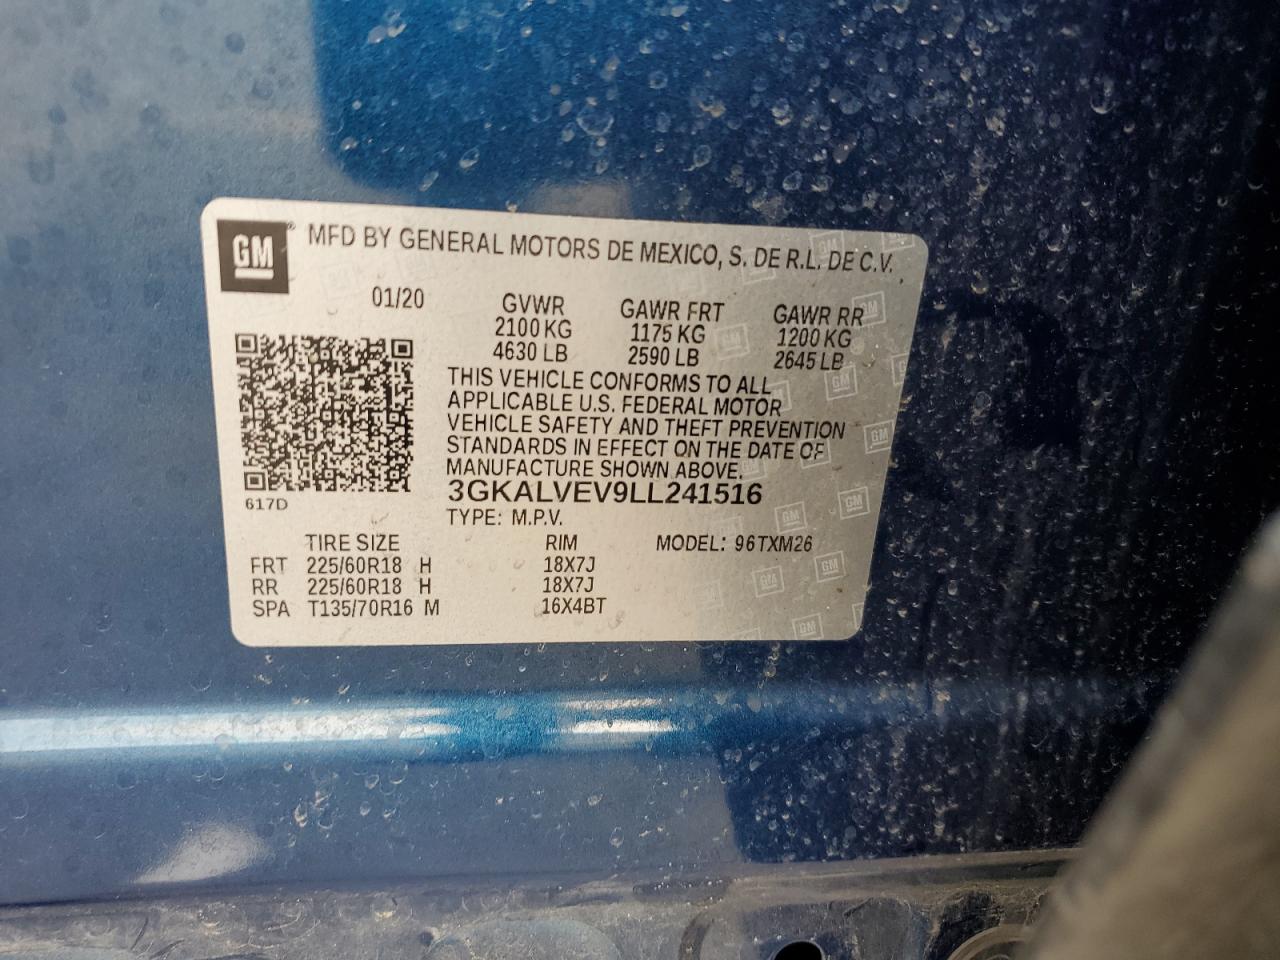 GM® MFD BY GENERAL MOTORS DE MEXICO, S. DE R.L. DE C.V.
01/20 GVWR GAWR FRT GAWR RR
2100 KG 1175 KG 1200 KG
4630 LB 2590 LB 2645 LB
THIS VEHICLE CONFORMS TO ALL
APPLICABLE U.S. FEDERAL MOTOR
VEHICLE SAFETY AND THEFT PREVENTION
STANDARDS IN EFFECT ON THE DATE OF
MANUFACTURE SHOWN ABOVE.
3GKALVEV9LL241516
617D
TYPE: M.P.V.
TIRE SIZE RIM MODEL: 96TXM26
FRT 225/60R18 H 18X7J
RR 225/60R18 H 18X7J
SPA T135/70R16 M 16X4BT